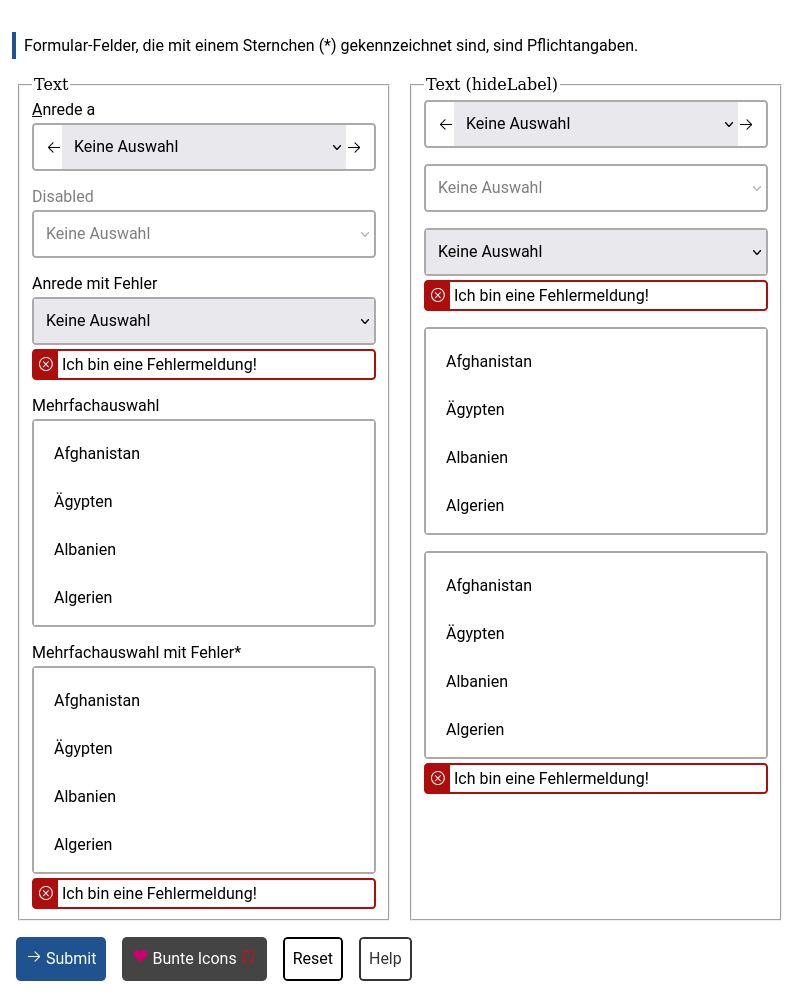 Formular-Felder, die mit einem Sternchen (*) gekennzeichnet sind, sind Pflichtangaben.
Text
Anrede a
Keine Auswahl
Disabled
Keine Auswahl
Anrede mit Fehler
Keine Auswahl
Ich bin eine Fehlermeldung!
Mehrfachauswahl
Afghanistan
Ägypten
Albanien
Algerien
Mehrfachauswahl mit Fehler*
Afghanistan
Ägypten
Albanien
Algerien
Ich bin eine Fehlermeldung!
Text (hideLabel)
Keine Auswahl
Keine Auswahl
Keine Auswahl
Ich bin eine Fehlermeldung!
Afghanistan
Ägypten
Albanien
Algerien
Afghanistan
Ägypten
Albanien
Algerien
Ich bin eine Fehlermeldung!
Submit
Bunte Icons
Reset
Help